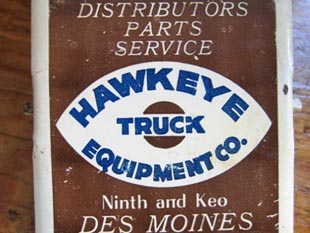 DISTRIBUTORS
PARTS
SERVICE
HAWKEYE
TRUCK
EQUIPMENT CO.
Ninth and Keo
DES MOINES